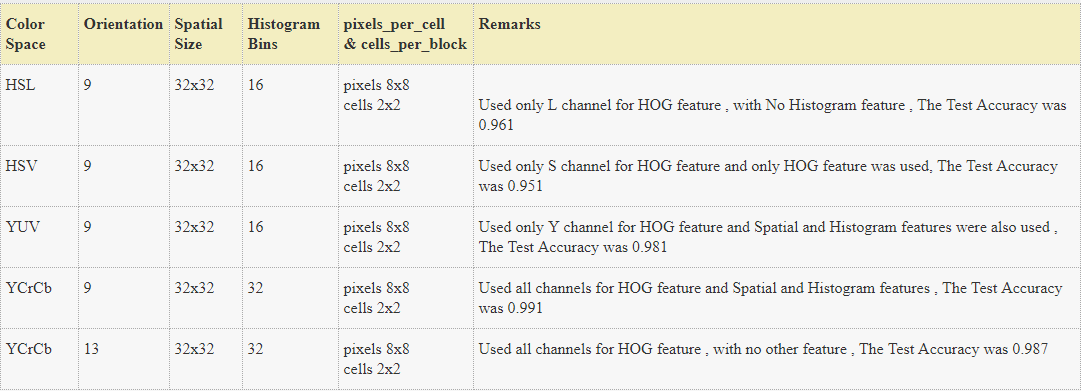 Color Space Orientation Spatial Size Histogram Bins pixels_per_cell & cells_per_block Remarks
HSL 9 32x32 16 pixels 8x8
cells 2x2
Used only L channel for HOG feature , with No Histogram feature , The Test Accuracy was
0.961
HSV 9 32x32 16 pixels 8x8
cells 2x2
Used only S channel for HOG feature and only HOG feature was used, The Test Accuracy
was 0.951
YUV 9 32x32 16 pixels 8x8
cells 2x2
Used only Y channel for HOG feature and Spatial and Histogram features were also used ,
The Test Accuracy was 0.981
YCrCb 9 32x32 32 pixels 8x8
cells 2x2
Used all channels for HOG feature and Spatial and Histogram features , The Test Accuracy
was 0.991
YCrCb 13 32x32 32 pixels 8x8
cells 2x2
Used all channels for HOG feature , with no other feature , The Test Accuracy was 0.987